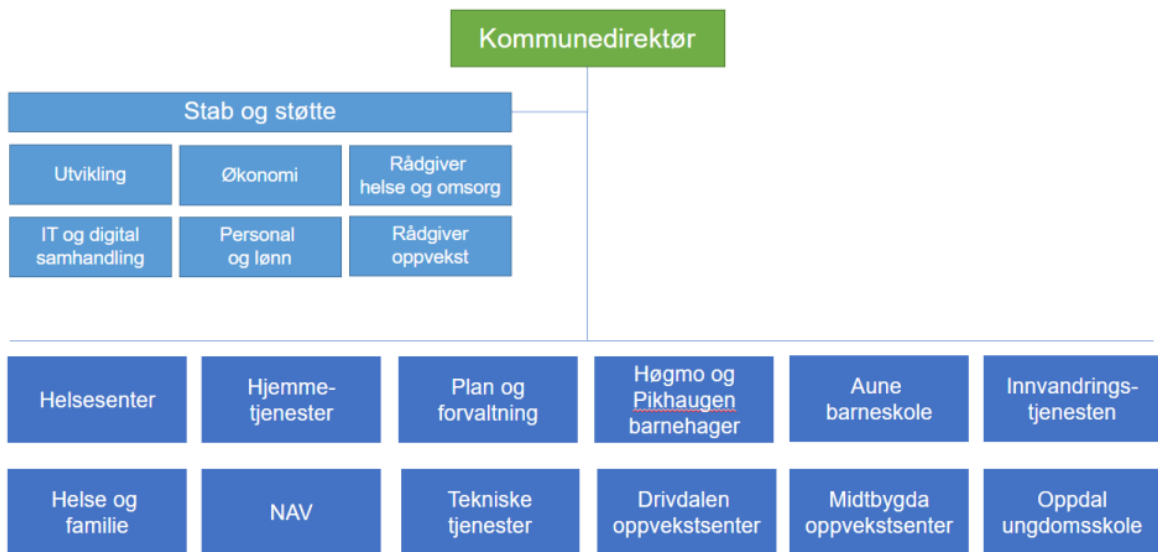 Kommunedirektør
Stab og støtte
Utvikling
Økonomi
Rådgiver
helse og omsorg
IT og digital
samhandling
Personal
og lønn
Rådgiver
oppvekst
Helsesenter
Hjemme-
tjenester
Plan og
forvaltning
Høgmo og
Pikhaugen
barnehager
Aune
barneskole
Innvandrings-
tjenesten
Helse og
familie
NAV
Tekniske
tjenester
Drivdalen
oppvekstsenter
Midtbygda
oppvekstsenter
Oppdal
ungdomsskole